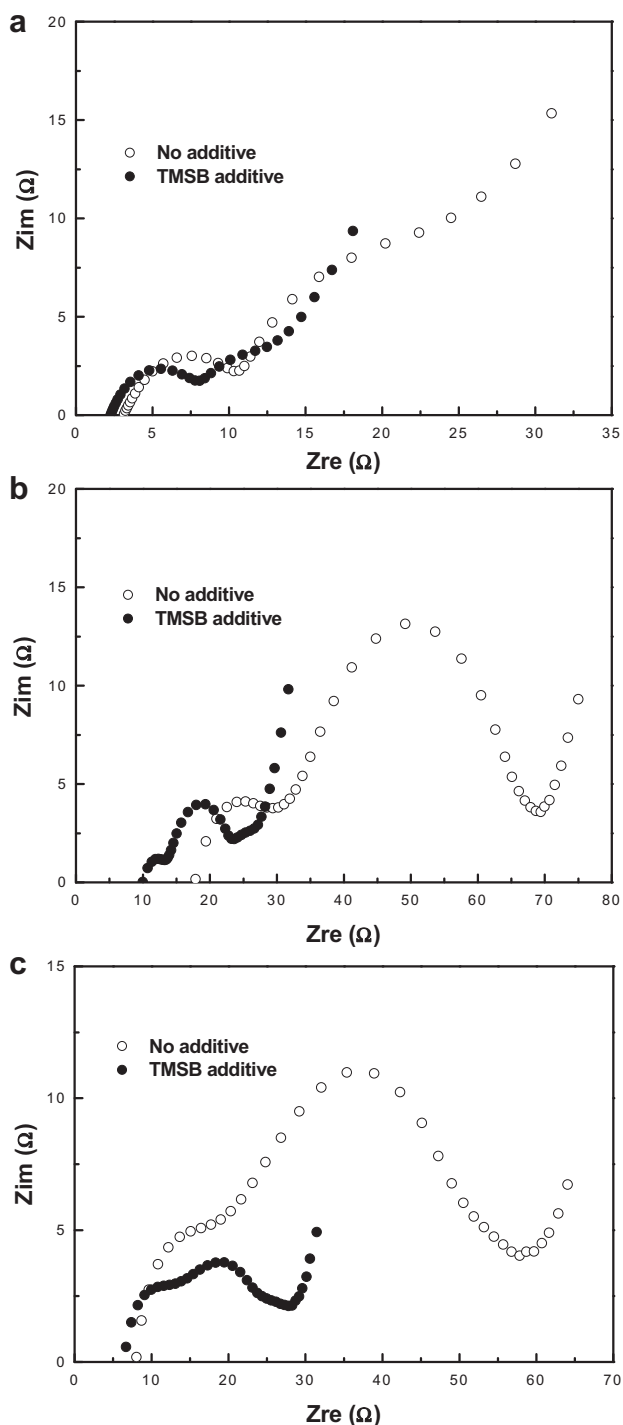 a
20
15
10
5
0
Zim (Ω)
No additive
TMSB additive
0 5 10 15 20 25 30 35
Zre (Ω)
b
20
15
10
5
0
Zim (Ω)
No additive
TMSB additive
0 10 20 30 40 50 60 70 80
Zre (Ω)
c
15
10
5
0
Zim (Ω)
No additive
TMSB additive
0 10 20 30 40 50 60 70
Zre (Ω)